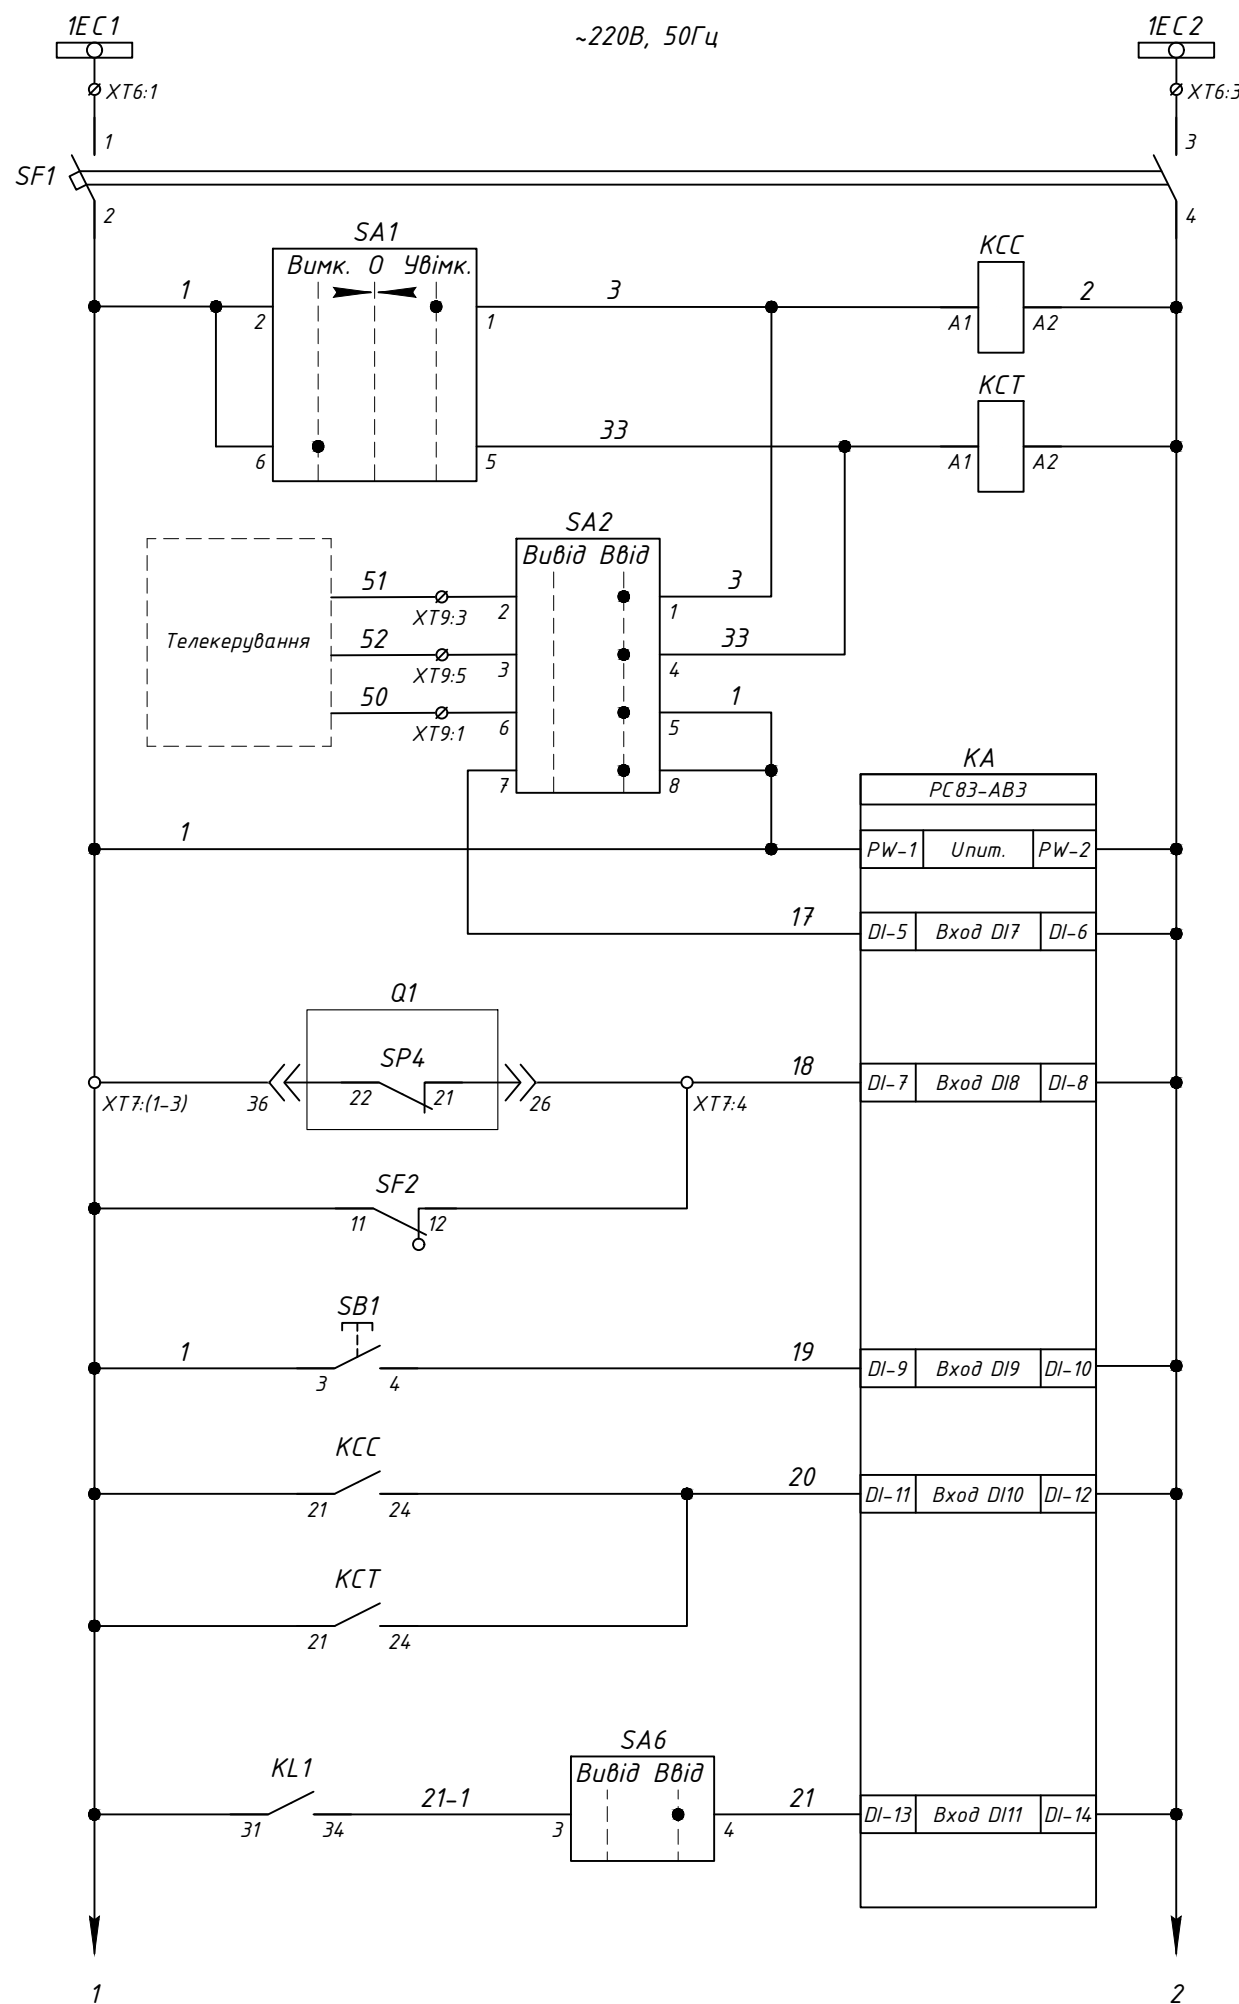 1EC1
~220В, 50Гц
1EC2
XT6:1
XT6:3
1
3
SF1
2
4
SA1
Вимк. 0 Увімк.
KCC
1
2
3
1
A1
A2
2
KCT
6
33
5
A1
A2
SA2
Вивід Ввід
Телекерування
51
XT9:3
2
3
1
52
XT9:5
3
33
4
50
XT9:1
6
1
5
7
8
KA
РС83-АВ3
1
PW-1 Uпит. PW-2
17
DI-5 Вход DI7 DI-6
Q1
SP4
18
DI-7 Вход DI8 DI-8
XT7:(1-3)
36
22
21
26
XT7:4
SF2
11
12
SB1
1
3
4
19
DI-9 Вход DI9 DI-10
KCC
21
24
20
DI-11 Вход DI10 DI-12
KCT
21
24
SA6
Вивід Ввід
KL1
31
34
21-1
3
4
21
DI-13 Вход DI11 DI-14
1
2